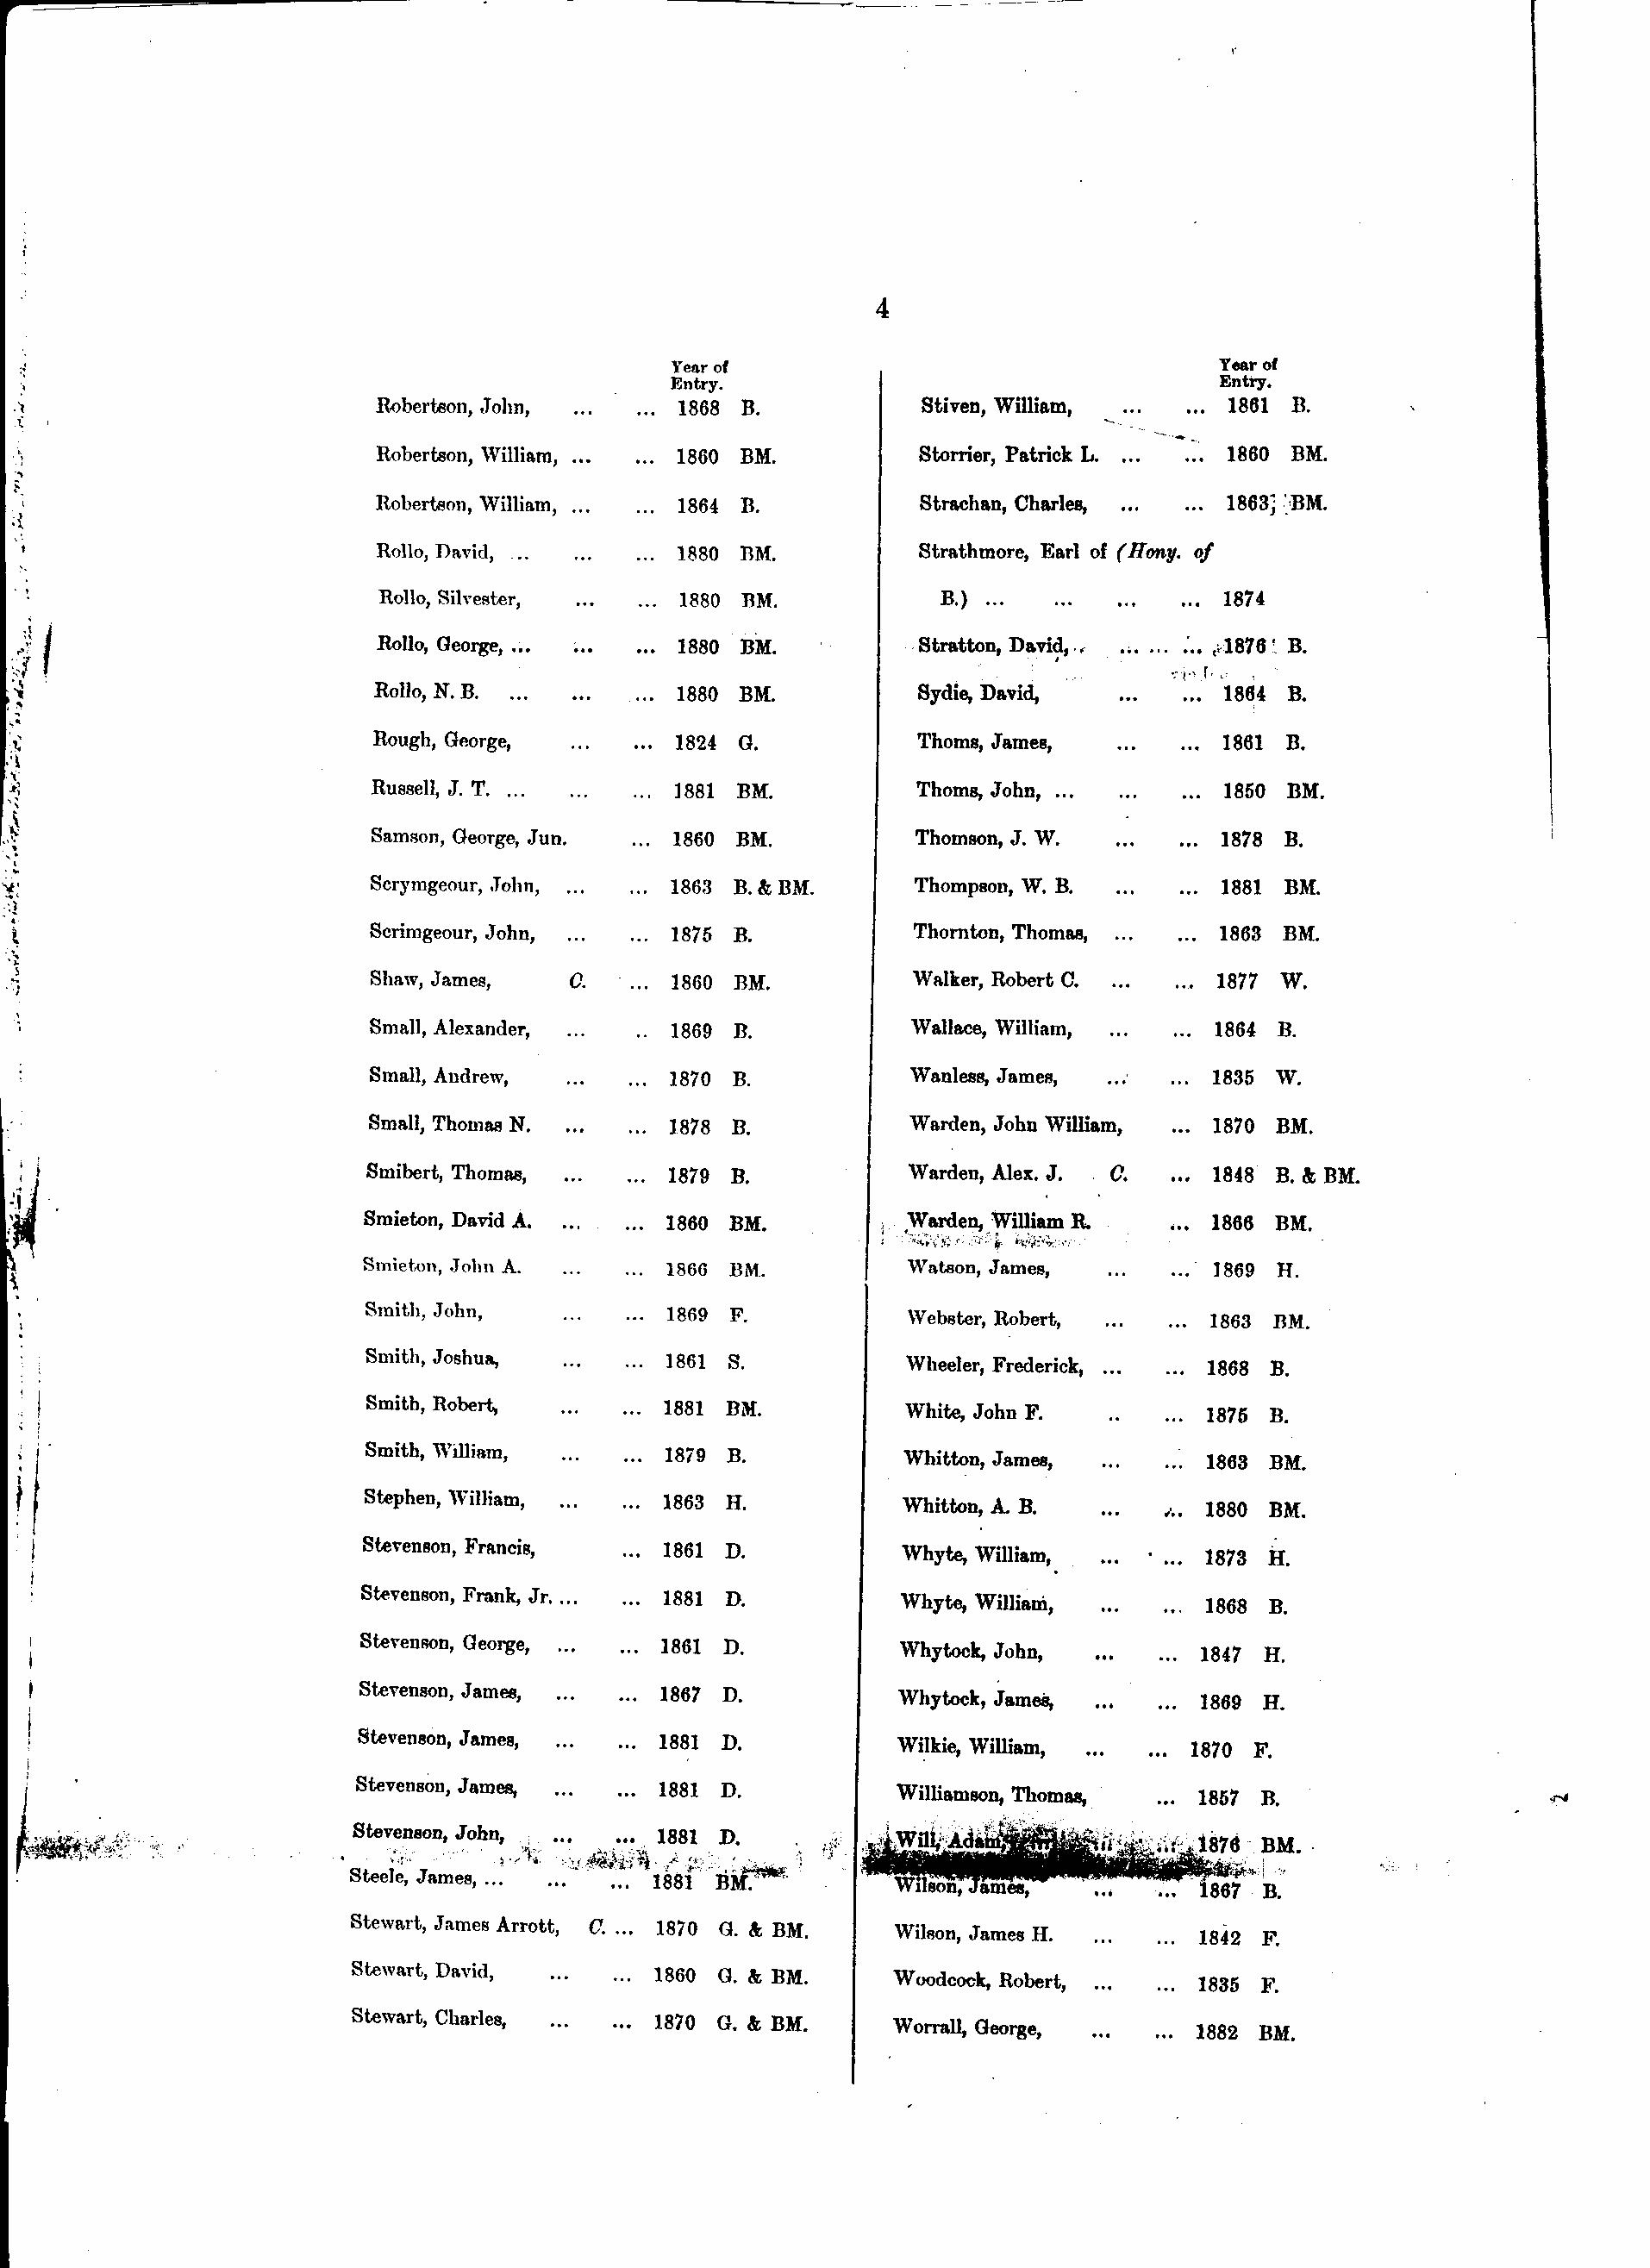 4
Year of
Entry.
Robertson, John, ... ... 1868 B.
Robertson, William, ... ... 1860 BM.
Robertson, William, ... ... 1864 B.
Rollo, David, ... ... ... 1880 BM.
Rollo, Silvester, ... ... 1880 BM.
Rollo, George, ... ... ... 1880 BM.
Rollo, N. B. ... ... ... 1880 BM.
Rough, George, ... ... 1824 G.
Russell, J. T. ... ... ... 1881 BM.
Samson, George, Jun. ... 1860 BM.
Scrymgeour, John, ... ... 1863 B. & BM.
Scrimgeour, John, ... ... 1875 B.
Shaw, James, C. ... 1860 BM.
Small, Alexander, ... .. 1869 B.
Small, Andrew, ... ... 1870 B.
Small, Thomas N. ... ... 1878 B.
Smibert, Thomas, ... ... 1879 B.
Smieton, David A. ... ... 1860 BM.
Smieton, John A. ... ... 1866 BM.
Smith, John, ... ... 1869 F.
Smith, Joshua, ... ... 1861 S.
Smith, Robert, ... ... 1881 BM.
Smith, William, ... ... 1879 B.
Stephen, William, ... ... 1863 H.
Stevenson, Francis, ... 1861 D.
Stevenson, Frank, Jr. ... ... 1881 D.
Stevenson, George, ... ... 1861 D.
Stevenson, James, ... ... 1867 D.
Stevenson, James, ... ... 1881 D.
Stevenson, James, ... ... 1881 D.
Stevenson, John, ... ... 1881 D.
Steele, James, ... ... ... 1881 BM.
Stewart, James Arrott, C. ... 1870 G. & BM.
Stewart, David, ... ... 1860 G. & BM.
Stewart, Charles, ... ... 1870 G. & BM.
Year of
Entry.
Stiven, William, ... ... 1861 B.
Storrier, Patrick L. ... ... 1860 BM.
Strachan, Charles, ... ... 1863 BM.
Strathmore, Earl of (Hony. of
B.) ... ... ... ... 1874
Stratton, David, ... ... ... 1876 B.
Sydie, David, ... ... 1864 B.
Thoms, James, ... ... 1861 B.
Thoms, John, ... ... ... 1850 BM.
Thomson, J. W. ... ... 1878 B.
Thompson, W. B. ... ... 1881 BM.
Thornton, Thomas, ... ... 1863 BM.
Walker, Robert C. ... ... 1877 W.
Wallace, William, ... ... 1864 B.
Wanless, James, ... ... 1835 W.
Warden, John William, ... 1870 BM.
Warden, Alex. J. C. ... 1848 B. & BM.
Warden, William R. ... 1866 BM.
Watson, James, ... ... 1869 H.
Webster, Robert, ... ... 1863 BM.
Wheeler, Frederick, ... ... 1868 B.
White, John F. .. ... 1875 B.
Whitton, James, ... ... 1863 BM.
Whitton, A. B. ... ... 1880 BM.
Whyte, William, ... ... 1873 H.
Whyte, William, ... ... 1868 B.
Whytock, John, ... ... 1847 H.
Whytock, James, ... ... 1869 H.
Wilkie, William, ... ... 1870 F.
Williamson, Thomas, ... 1857 B.
Will, Adam, 1876 BM.
Wilson, James, ... ... 1867 B.
Wilson, James H. ... ... 1842 F.
Woodcock, Robert, ... ... 1835 F.
Worrall, George, ... ... 1882 BM.